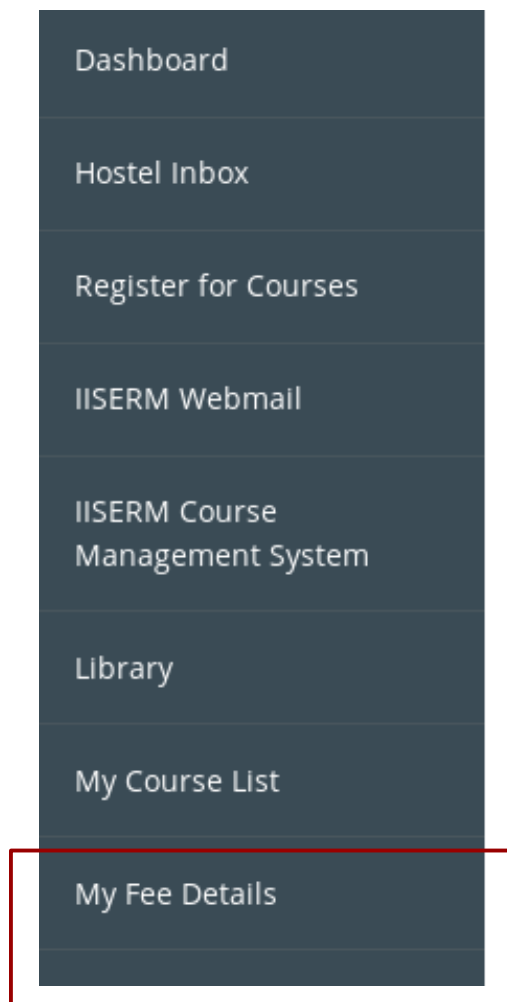 Dashboard
Hostel Inbox
Register for Courses
IISERM Webmail
IISERM Course
Management System
Library
My Course List
My Fee Details